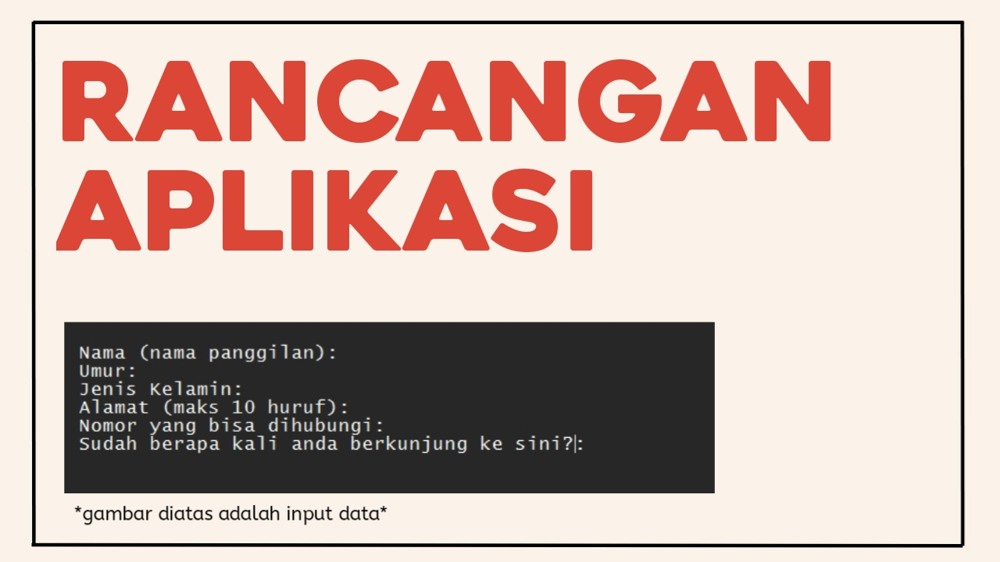 RANCANGAN
APLIKASI
Nama (nama panggilan):
Umur:
Jenis Kelamin:
Alamat (maks 10 huruf):
Nomor yang bisa dihubungi:
Sudah berapa kali anda berkunjung ke sini?:
*gambar diatas adalah input data*